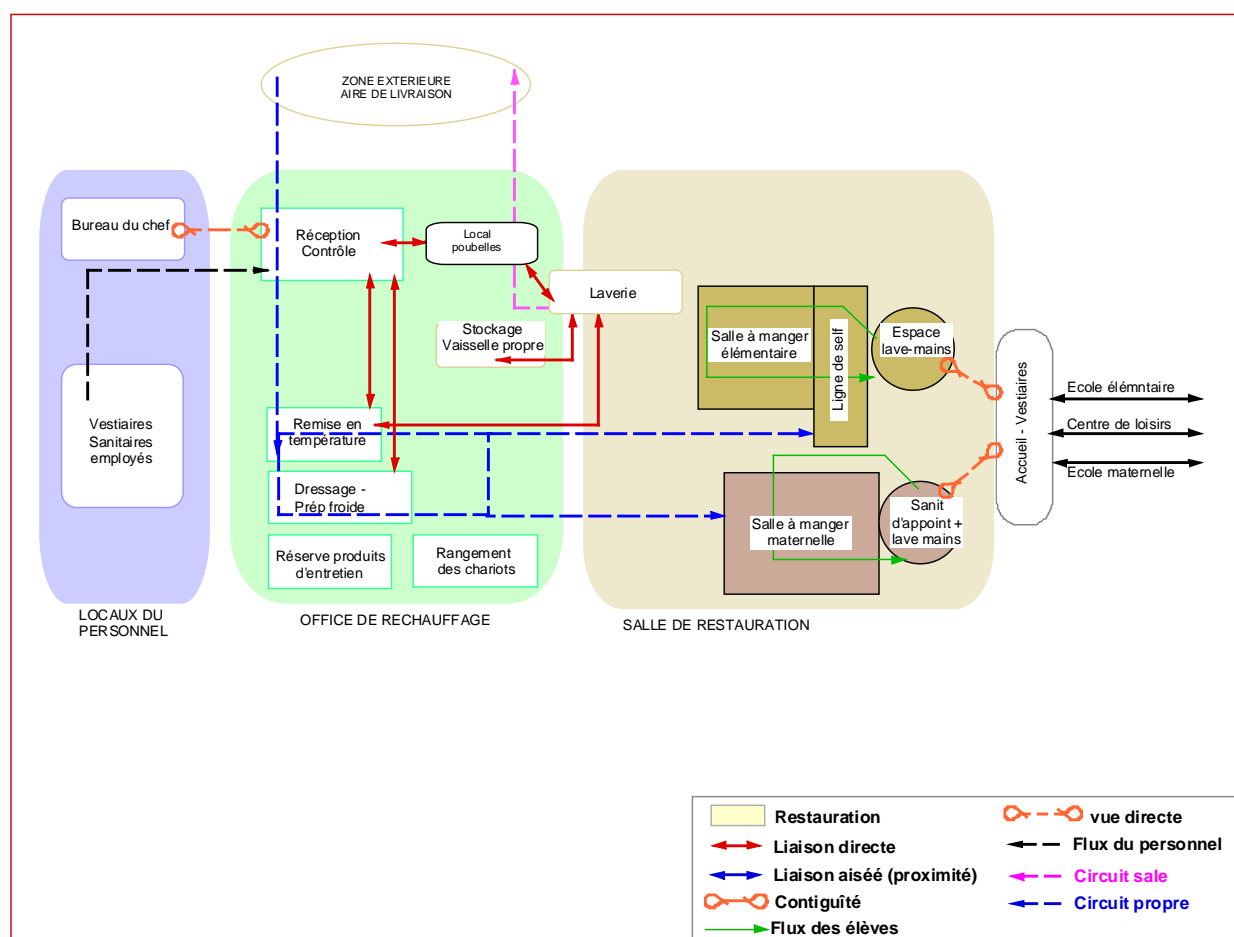 ZONE EXTERIEURE
AIRE DE LIVRAISON
Bureau du chef
Réception
Contrôle
Local
poubelles
Laverie
Stockage
Vaisselle propre
Salle à manger
élémentaire
Ligne de self
Espace
lave-mains
Accueil - Vestiaires
Ecole élémntaire
Centre de loisirs
Ecole maternelle
Vestiaires
Sanitaires
employés
Remise en
température
Dressage -
Prép froide
Salle à manger
maternelle
Sanit
d'appoint +
lave mains
Réserve produits
d'entretien
Rangement
des chariots
LOCAUX DU
PERSONNEL
OFFICE DE RECHAUFFAGE
SALLE DE RESTAURATION
Restauration
Liaison directe
Liaison aiséé (proximité)
Contiguîté
Flux des élèves
vue directe
Flux du personnel
Circuit sale
Circuit propre